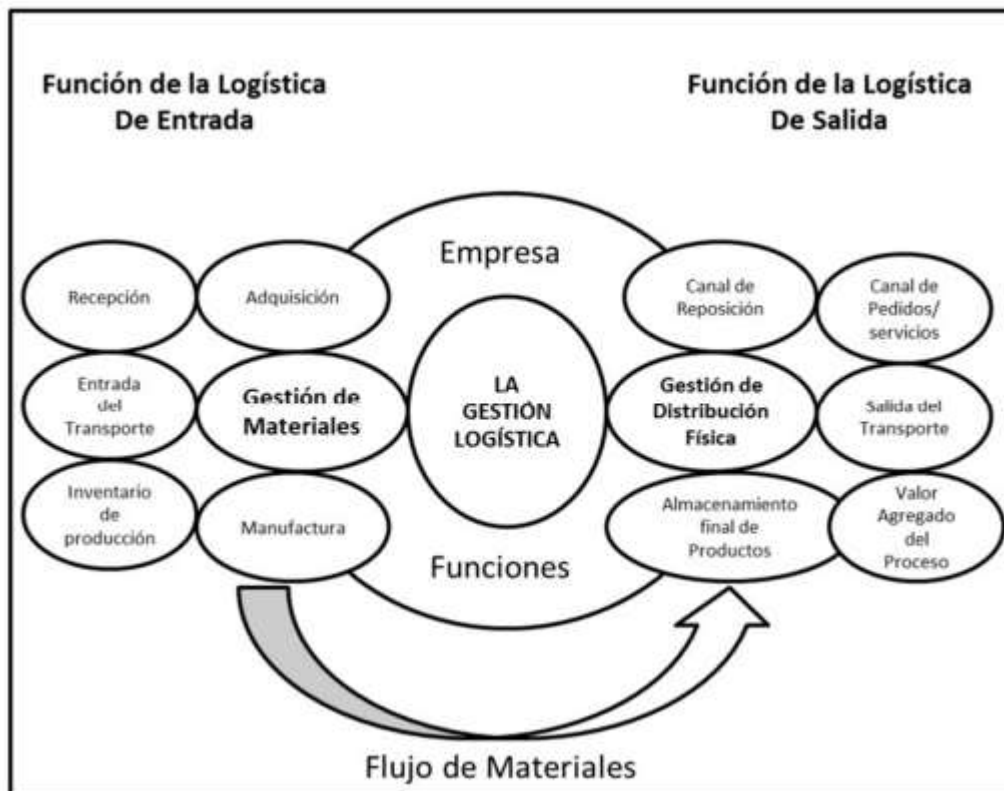 Función de la Logística
De Entrada
Función de la Logística
De Salida
Empresa
Recepción
Adquisición
Canal de
Reposición
Canal de
Pedidos/
servicios
Entrada
del
Transporte
Gestión de
Materiales
LA
GESTIÓN
LOGÍSTICA
Gestión de
Distribución
Física
Salida del
Transporte
Inventario
de
producción
Manufactura
Almacenamiento
final de
Productos
Valor
Agregado
del
Proceso
Funciones
Flujo de Materiales